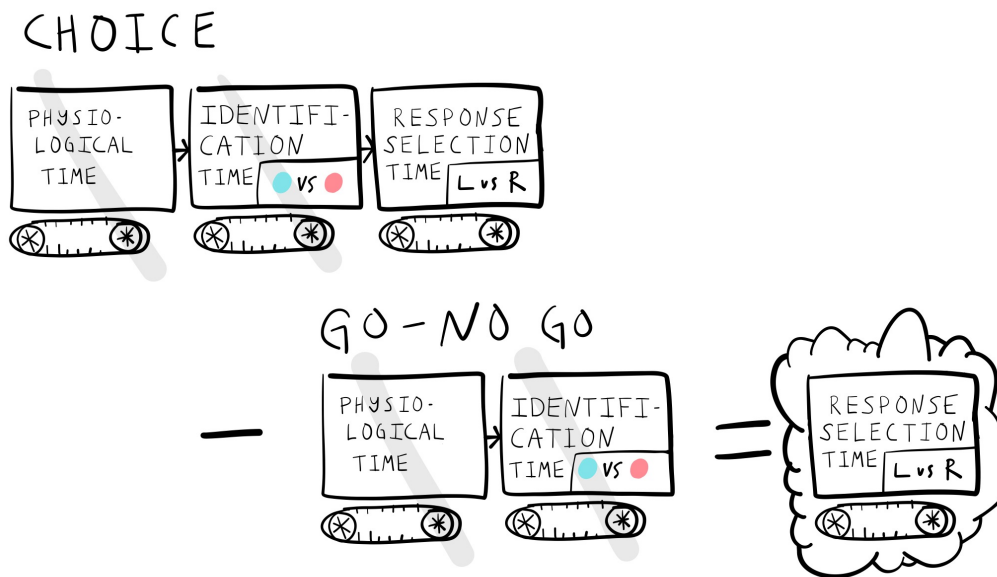 CHOICE
PHYSIO-
LOGICAL
TIME
IDENTIFI-
CATION
TIME
VS
RESPONSE
SELECTION
TIME
L vs R
GO-NO GO
PHYSIO-
LOGICAL
TIME
IDENTIFI-
CATION
TIME
VS
RESPONSE
SELECTION
TIME
L vs R